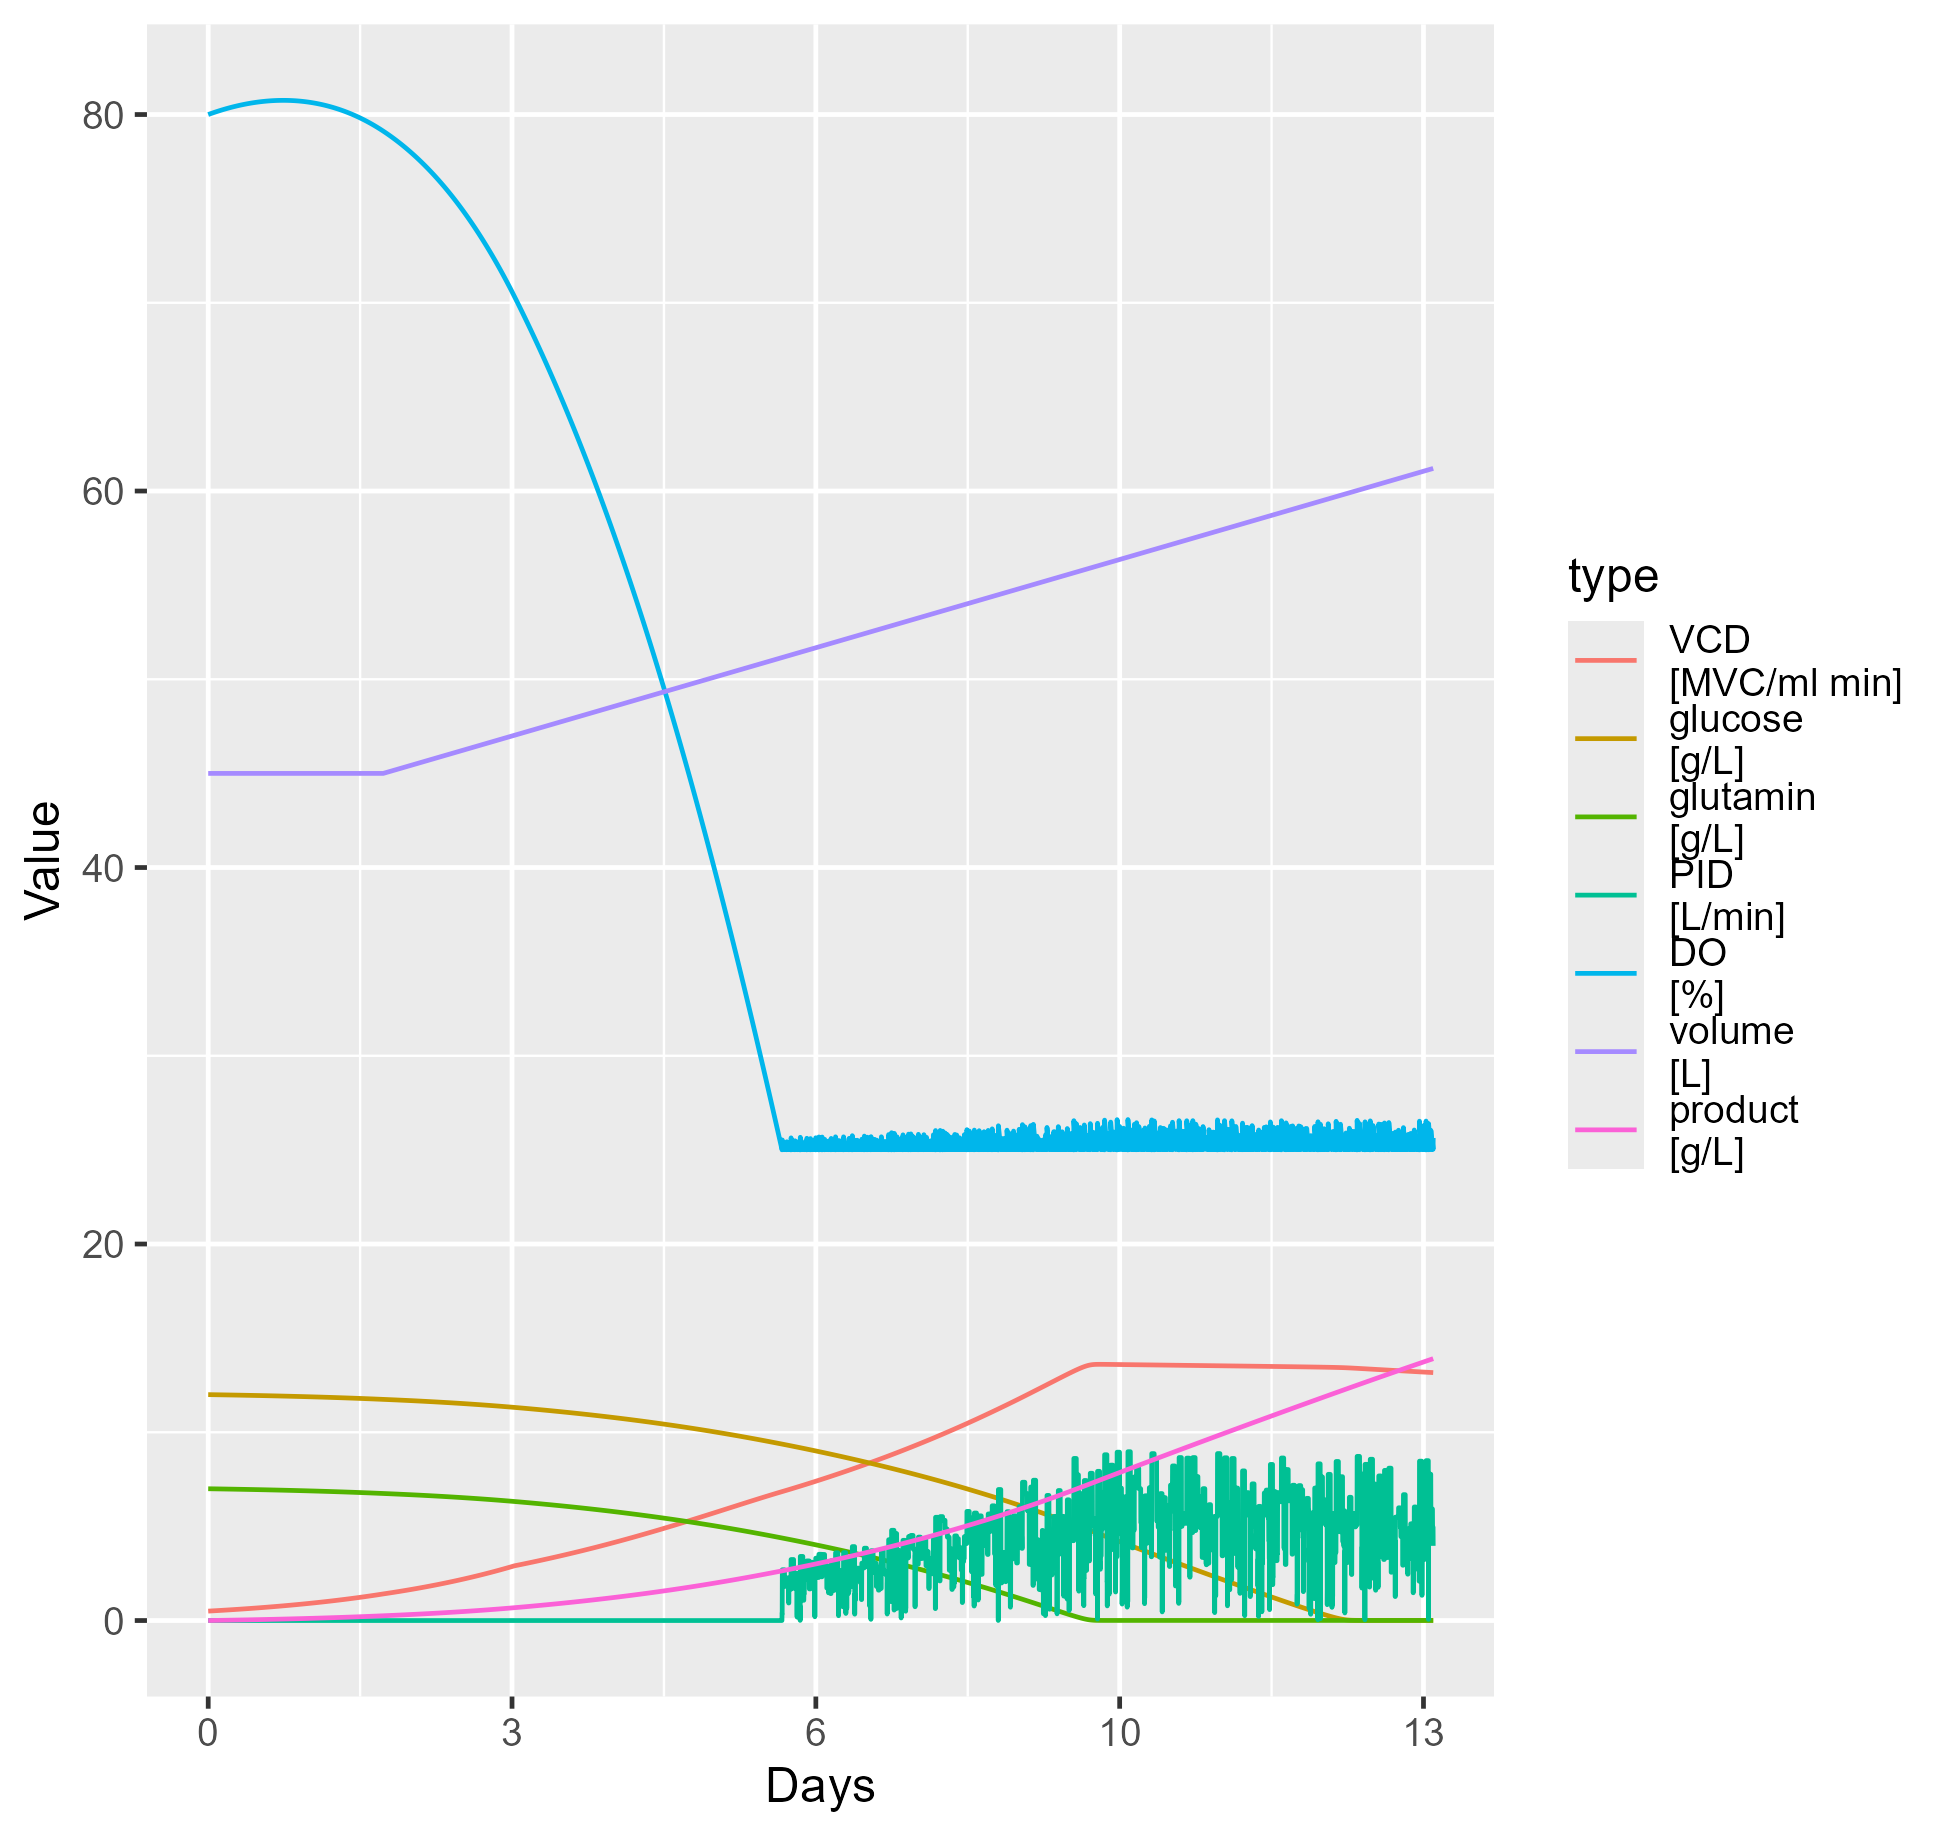 80
60
40
20
0
Value
0
3
6
10
13
Days
type
VCD
[MVC/ml min]
glucose
[g/L]
glutamin
[g/L]
PID
[L/min]
DO
[%]
volume
[L]
product
[g/L]